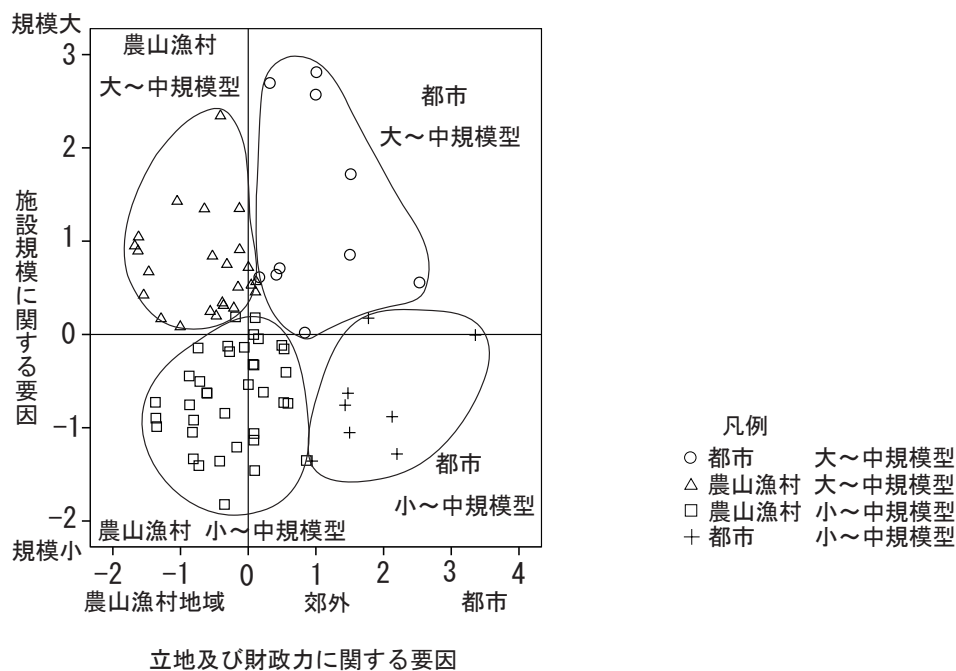 規模大
農山漁村
大～中規模型
都市
大～中規模型
3
2
1
0
-1
-2
施設規模に関する要因
都市
小～中規模型
農山漁村 小～中規模型
規模小
-2 -1 0 1 2 3 4
農山漁村地域 郊外 都市
立地及び財政力に関する要因
凡例
都市 大～中規模型
農山漁村 大～中規模型
農山漁村 小～中規模型
都市 小～中規模型